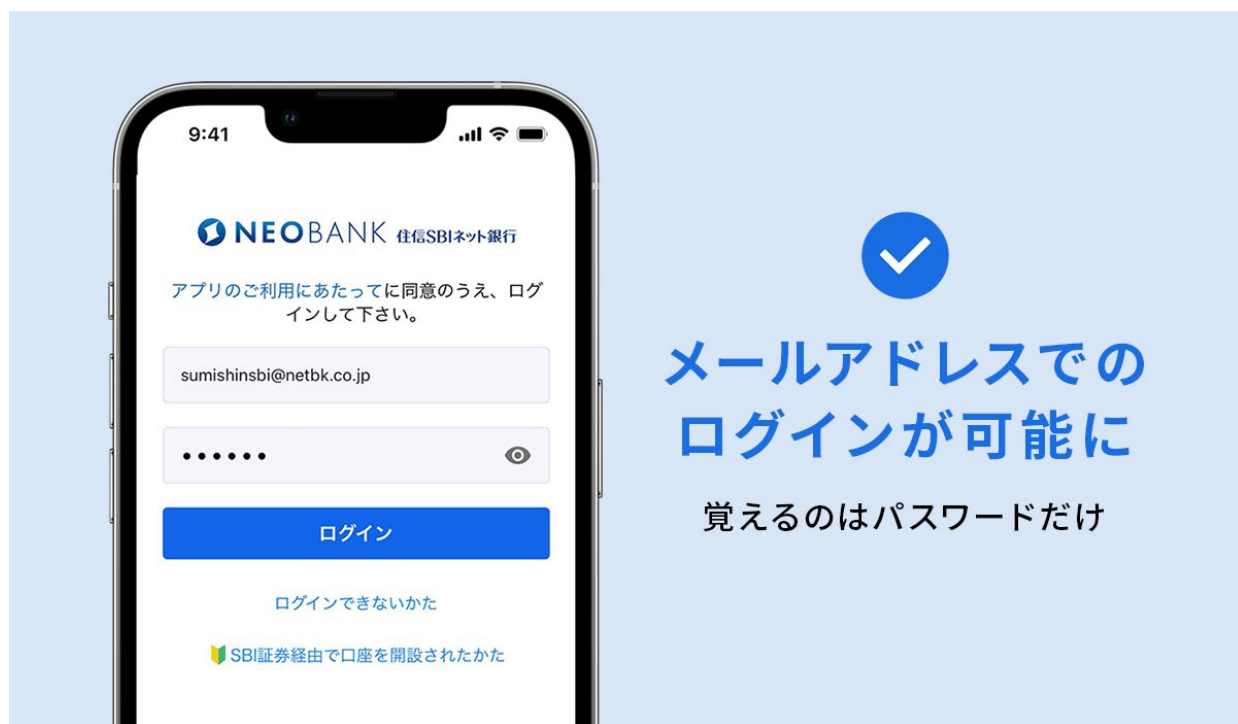 9:41
NEOBANK 住信SBIネット銀行
アプリのご利用にあたってに同意のうえ、ログ
インして下さい。
sumishinsbi@netbk.co.jp
••••••
ログイン
ログインできないかた
SBI証券経由で口座を開設されたかた
メールアドレスでの
ログインが可能に
覚えるのはパスワードだけ